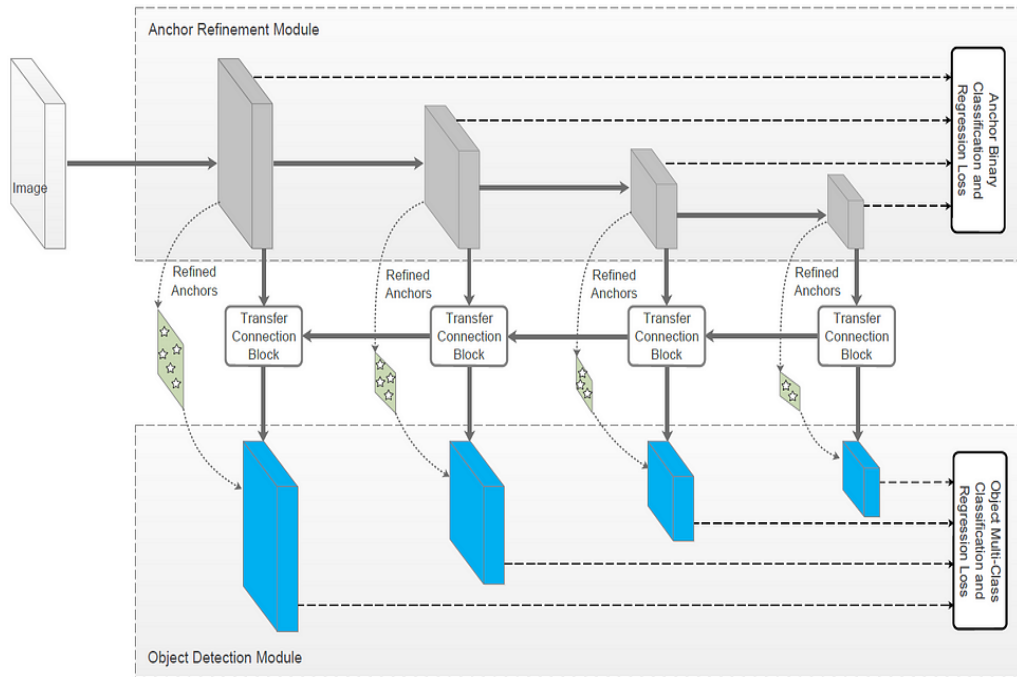 Anchor Refinement Module
Image
Anchor Binary
Classification and
Regression Loss
Refined
Anchors
Refined
Anchors
Refined
Anchors
Refined
Anchors
Transfer
Connection
Block
Transfer
Connection
Block
Transfer
Connection
Block
Transfer
Connection
Block
Object Multi-Class
Classification and
Regression Loss
Object Detection Module